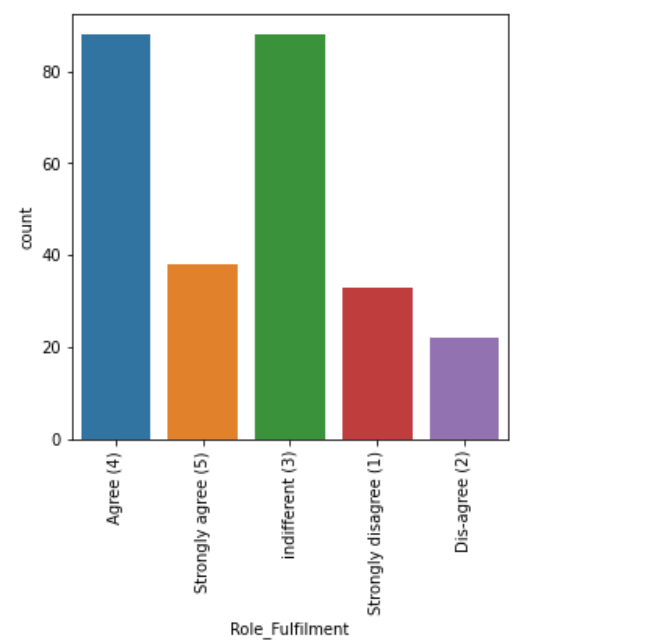 80
60
40
20
0
count
Agree (4)
Strongly agree (5)
indifferent (3)
Strongly disagree (1)
Dis-agree (2)
Role_Fulfilment